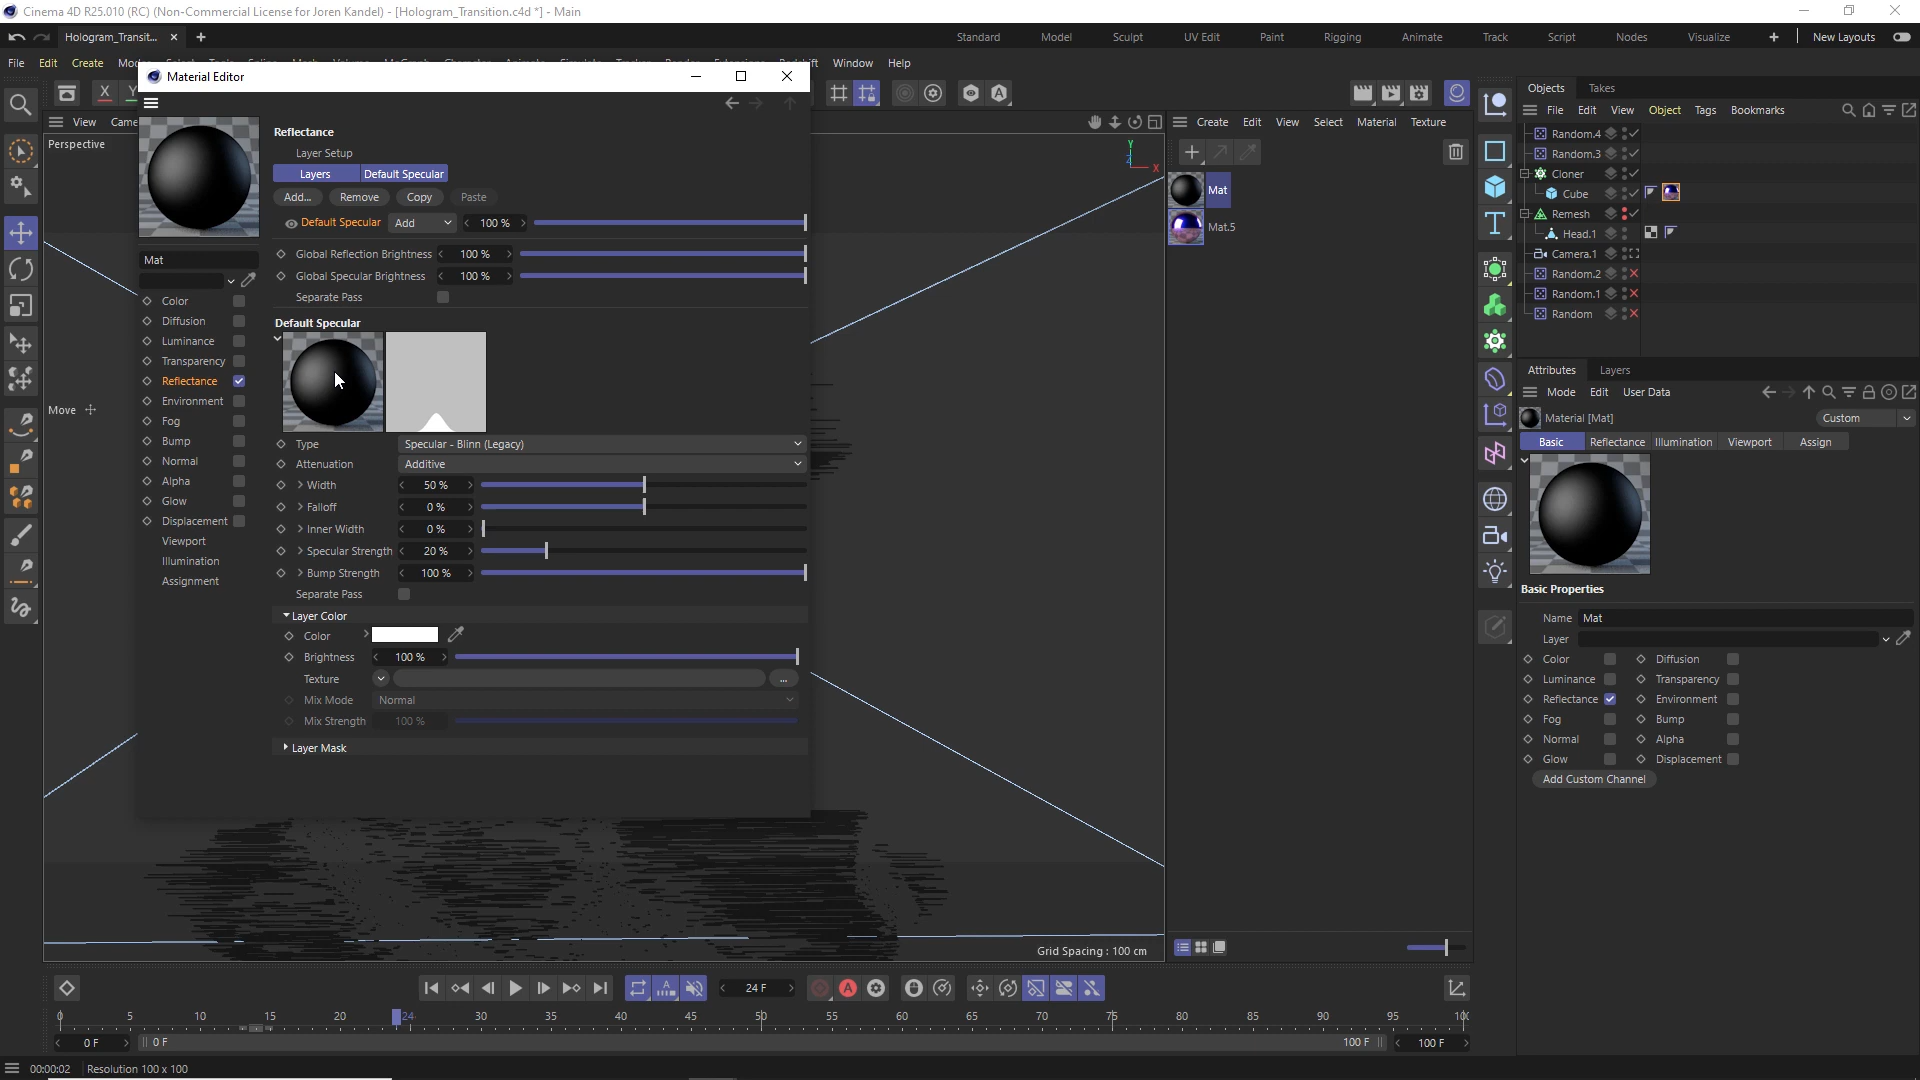 Cinema 4D R25.010 (RC) (Non-Commercial License for Joren Kandel) - [Hologram_Transition.c4d *] - Main
Hologram_Transit... × +
Standard Model Sculpt UV Edit Paint Rigging Animate Track Script Nodes Visualize + New Layouts
File Edit Create Window Help
Material Editor
X Y
View
Perspective
Move
Y
Z
X
Mat
Color
Diffusion
Luminance
Transparency
Reflectance
Environment
Fog
Bump
Normal
Alpha
Glow
Displacement
Viewport
Illumination
Assignment
Reflectance
Layer Setup
Layers Default Specular
Add... Remove Copy Paste
Default Specular Add 100 %
Global Reflection Brightness 100 %
Global Specular Brightness 100 %
Separate Pass
Default Specular
Type Specular - Blinn (Legacy)
Attenuation Additive
Width 50 %
Falloff 0 %
Inner Width 0 %
Specular Strength 20 %
Bump Strength 100 %
Separate Pass
Layer Color
Color
Brightness 100 %
Texture ...
Mix Mode Normal
Mix Strength 100 %
Layer Mask
Grid Spacing : 100 cm
Create Edit View Select Material Texture
Mat
Mat.5
Objects Takes
File Edit View Object Tags Bookmarks
Random.4
Random.3
Cloner
Cube
Remesh
Head.1
Camera.1
Random.2
Random.1
Random
Attributes Layers
Mode Edit User Data
Material [Mat] Custom
Basic Reflectance Illumination Viewport Assign
Basic Properties
Name Mat
Layer
Color Diffusion
Luminance Transparency
Reflectance Environment
Fog Bump
Normal Alpha
Glow Displacement
Add Custom Channel
24 F
0 5 10 15 20 24 30 35 40 45 50 55 60 65 70 75 80 85 90 95
0 F 0 F 100 F 100 F
00:00:02 Resolution 100 x 100